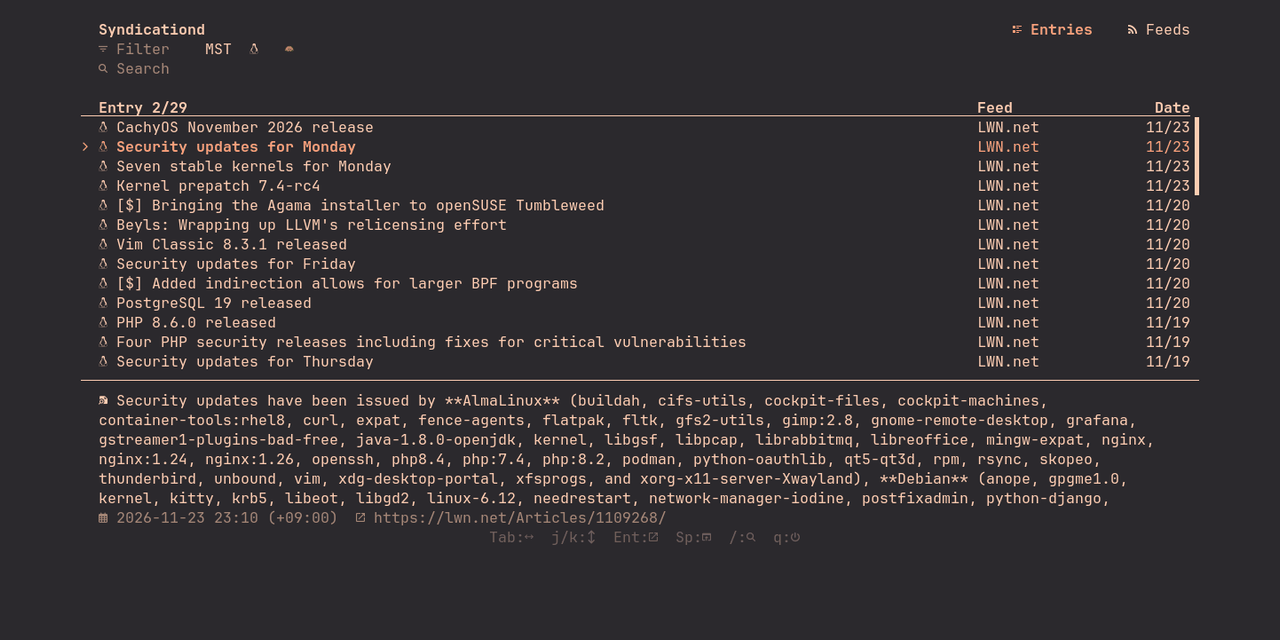 Syndicationd Entries Feeds
Filter MST
Search
Entry 2/29 Feed Date
CachyOS November 2026 release LWN.net 11/23
> Security updates for Monday LWN.net 11/23
Seven stable kernels for Monday LWN.net 11/23
Kernel prepatch 7.4-rc4 LWN.net 11/23
[$] Bringing the Agama installer to openSUSE Tumbleweed LWN.net 11/20
Beyls: Wrapping up LLVM's relicensing effort LWN.net 11/20
Vim Classic 8.3.1 released LWN.net 11/20
Security updates for Friday LWN.net 11/20
[$] Added indirection allows for larger BPF programs LWN.net 11/20
PostgreSQL 19 released LWN.net 11/20
PHP 8.6.0 released LWN.net 11/19
Four PHP security releases including fixes for critical vulnerabilities LWN.net 11/19
Security updates for Thursday LWN.net 11/19
Security updates have been issued by **AlmaLinux** (buildah, cifs-utils, cockpit-files, cockpit-machines,
container-tools:rhel8, curl, expat, fence-agents, flatpak, fltk, gfs2-utils, gimp:2.8, gnome-remote-desktop, grafana,
gstreamer1-plugins-bad-free, java-1.8.0-openjdk, kernel, libgsf, libpcap, librabbitmq, libreoffice, mingw-expat, nginx,
nginx:1.24, nginx:1.26, openssh, php8.4, php:7.4, php:8.2, podman, python-oauthlib, qt5-qt3d, rpm, rsync, skopeo,
thunderbird, unbound, vim, xdg-desktop-portal, xfsprogs, and xorg-x11-server-Xwayland), **Debian** (anope, gpgme1.0,
kernel, kitty, krb5, libeot, libgd2, linux-6.12, needrestart, network-manager-iodine, postfixadmin, python-django,
2026-11-23 23:10 (+09:00) https://lwn.net/Articles/1109268/
Tab:↔ j/k:↕ Ent: Sp: /: q: